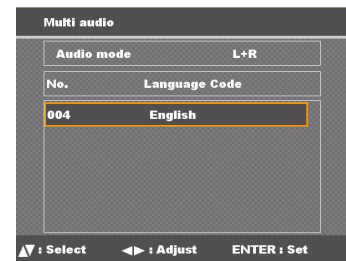 Multi audio
Audio mode L+R
No. Language Code
004 English
▲▼ : Select ◀▶ : Adjust ENTER : Set